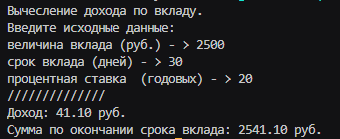 Вычесление дохода по вкладу.
Введите исходные данные:
величина вклада (руб.) - > 2500
срок вклада (дней) - > 30
процентная ставка  (годовых) - > 20
//////////////
Доход: 41.10 руб.
Сумма по окончании срока вклада: 2541.10 руб.